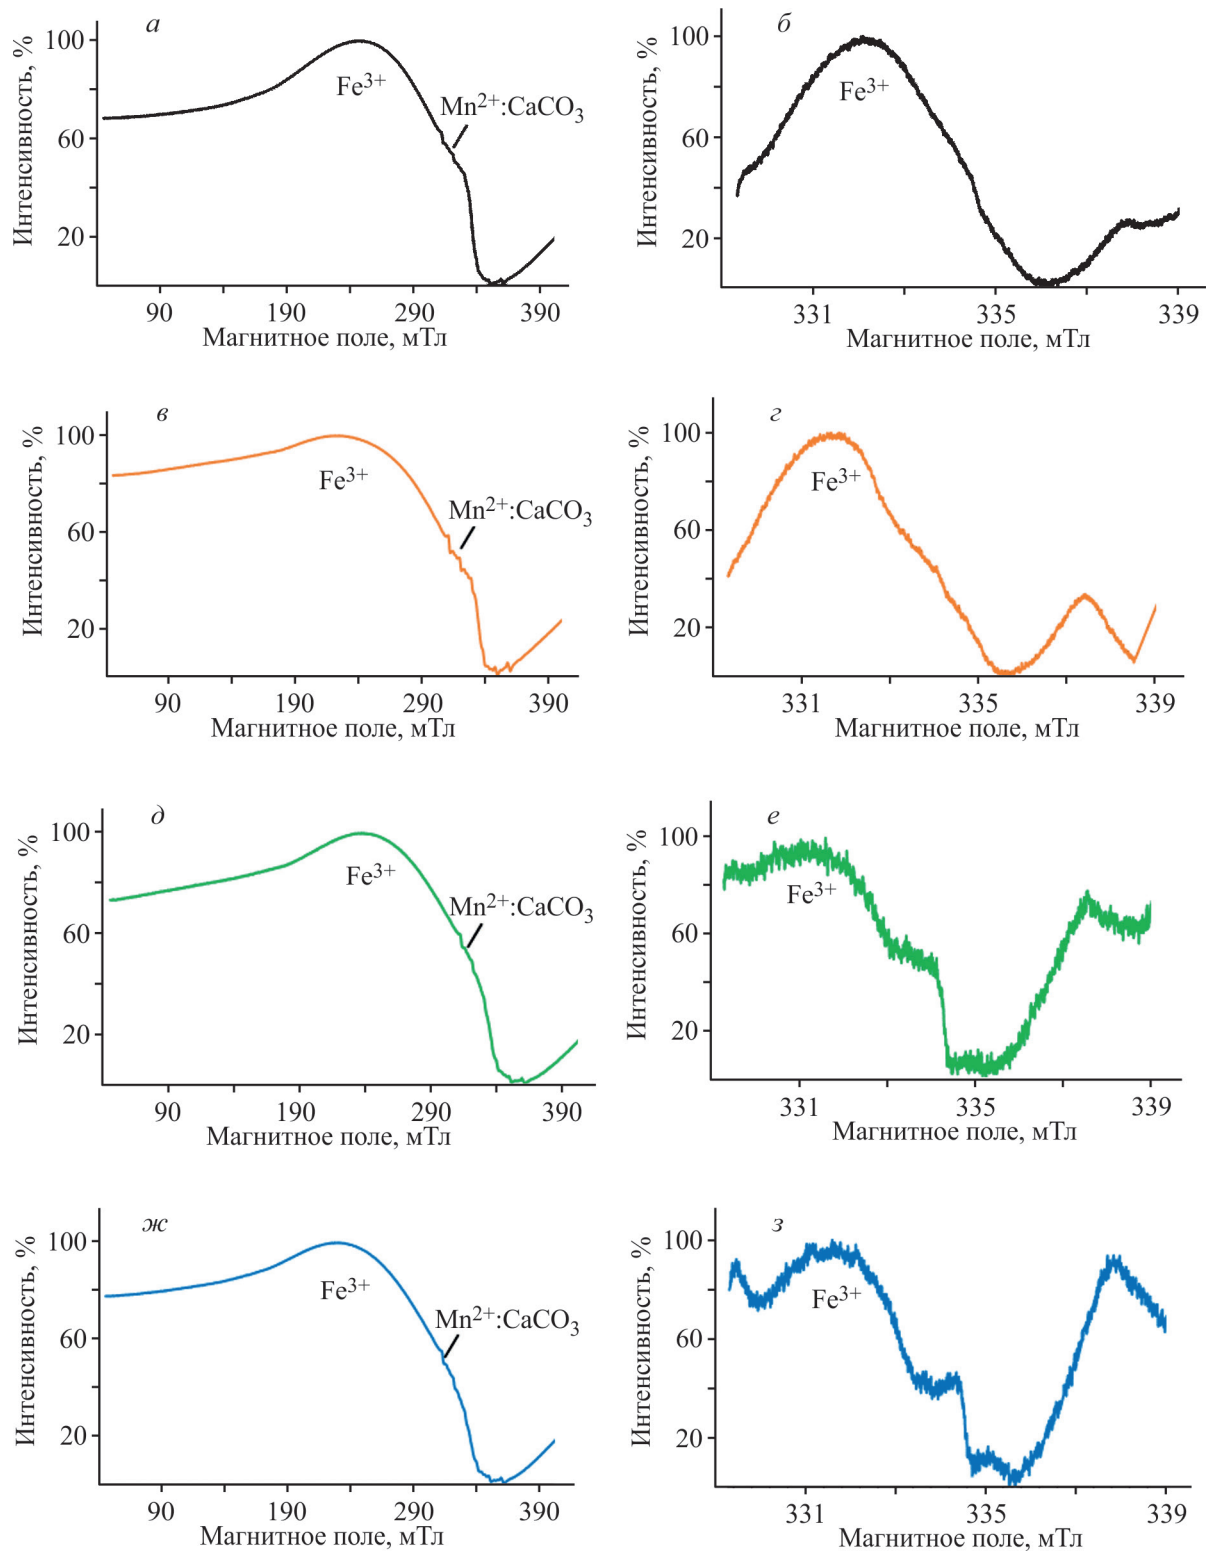 а
Интенсивность, %
100
60
20
Fe3+
Mn2+:CaCO3
90
190
290
390
Магнитное поле, мТл
б
Интенсивность, %
100
60
20
Fe3+
331
335
339
Магнитное поле, мТл
в
Интенсивность, %
100
60
20
Fe3+
Mn2+:CaCO3
90
190
290
390
Магнитное поле, мТл
г
Интенсивность, %
100
60
20
Fe3+
331
335
339
Магнитное поле, мТл
д
Интенсивность, %
100
60
20
Fe3+
Mn2+:CaCO3
90
190
290
390
Магнитное поле, мТл
е
Интенсивность, %
100
60
20
Fe3+
331
335
339
Магнитное поле, мТл
ж
Интенсивность, %
100
60
20
Fe3+
Mn2+:CaCO3
90
190
290
390
Магнитное поле, мТл
з
Интенсивность, %
100
60
20
Fe3+
331
335
339
Магнитное поле, мТл